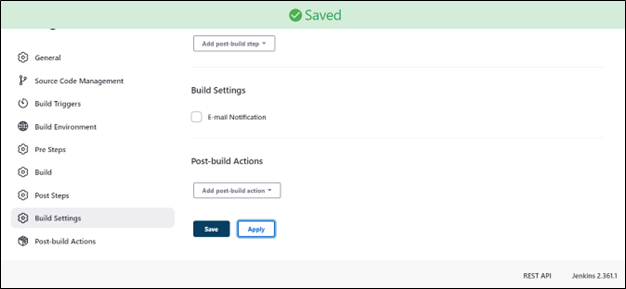 Saved
Add post-build step
General
Source Code Management
Build Triggers
Build Environment
Pre Steps
Build
Post Steps
Build Settings
Post-build Actions
Build Settings
E-mail Notification
Post-build Actions
Add post-build action
Save
Apply
REST API
Jenkins 2.361.1